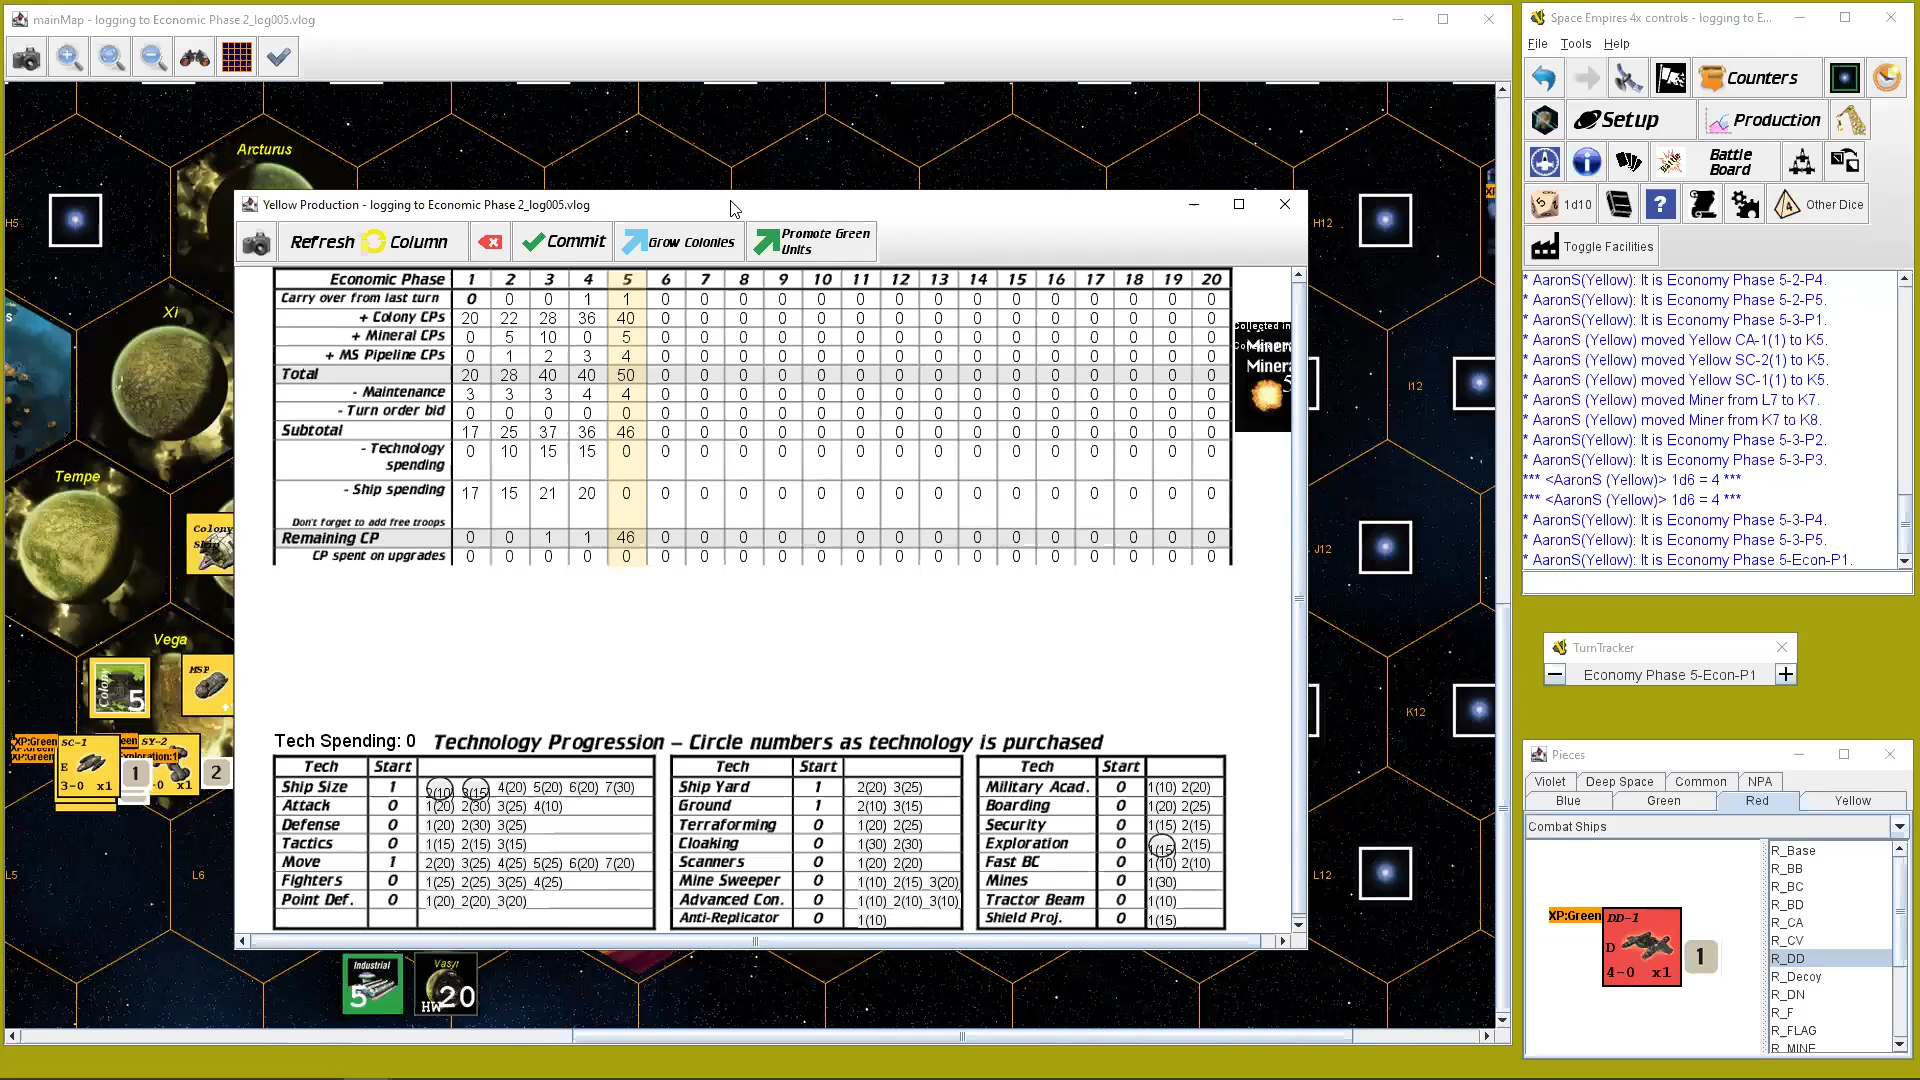 mainMap - logging to Economic Phase 2_log005.vlog
Arcturus
H5
Xi
Tempe
Colony
Ship
Vega
Colony 5
MSP
XP:Green SC-1
E
3-0 x1
1
SY-2
Exploration:1
2
L5
L6
H12
I12
J12
K12
L12
Industrial
5
Vasyr
HW 20
Yellow Production - logging to Economic Phase 2_log005.vlog
Refresh Column Commit Grow Colonies Promote Green Units
Economic Phase 1 2 3 4 5 6 7 8 9 10 11 12 13 14 15 16 17 18 19 20
Carry over from last turn 0 0 0 1 1 0 0 0 0 0 0 0 0 0 0 0 0 0 0 0
+ Colony CPs 20 22 28 36 40 0 0 0 0 0 0 0 0 0 0 0 0 0 0 0
+ Mineral CPs 0 5 10 0 5 0 0 0 0 0 0 0 0 0 0 0 0 0 0 0
+ MS Pipeline CPs 0 1 2 3 4 0 0 0 0 0 0 0 0 0 0 0 0 0 0 0
Total 20 28 40 40 50 0 0 0 0 0 0 0 0 0 0 0 0 0 0 0
- Maintenance 3 3 3 4 4 0 0 0 0 0 0 0 0 0 0 0 0 0 0 0
- Turn order bid 0 0 0 0 0 0 0 0 0 0 0 0 0 0 0 0 0 0 0 0
Subtotal 17 25 37 36 46 0 0 0 0 0 0 0 0 0 0 0 0 0 0 0
- Technology spending 0 10 15 15 0 0 0 0 0 0 0 0 0 0 0 0 0 0 0 0
- Ship spending 17 15 21 20 0 0 0 0 0 0 0 0 0 0 0 0 0 0 0 0
Don't forget to add free troops
Remaining CP 0 0 1 1 46 0 0 0 0 0 0 0 0 0 0 0 0 0 0 0
CP spent on upgrades 0 0 0 0 0 0 0 0 0 0 0 0 0 0 0 0 0 0 0 0
Collected in
Tech Spending: 0 Technology Progression – Circle numbers as technology is purchased
Tech Start
Ship Size 1 2(10) 3(15) 4(20) 5(20) 6(20) 7(30)
Attack 0 1(20) 2(30) 3(25) 4(10)
Defense 0 1(20) 2(30) 3(25)
Tactics 0 1(15) 2(15) 3(15)
Move 1 2(20) 3(25) 4(25) 5(25) 6(20) 7(20)
Fighters 0 1(25) 2(25) 3(25) 4(25)
Point Def. 0 1(20) 2(20) 3(20)
Tech Start
Ship Yard 1 2(20) 3(25)
Ground 1 2(10) 3(15)
Terraforming 0 1(20) 2(25)
Cloaking 0 1(30) 2(30)
Scanners 0 1(20) 2(20)
Mine Sweeper 0 1(10) 2(15) 3(20)
Advanced Con. 0 1(10) 2(10) 3(10)
Anti-Replicator 0 1(10)
Tech Start
Military Acad. 0 1(10) 2(20)
Boarding 0 1(20) 2(25)
Security 0 1(15) 2(15)
Exploration 0 1(15) 2(15)
Fast BC 0 1(10) 2(10)
Mines 0 1(30)
Tractor Beam 0 1(10)
Shield Proj. 0 1(15)
Space Empires 4x controls - logging to E...
File Tools Help
Counters
Setup Production
Battle Board
1d10 Other Dice
Toggle Facilities
* AaronS(Yellow): It is Economy Phase 5-2-P4.
* AaronS(Yellow): It is Economy Phase 5-2-P5.
* AaronS(Yellow): It is Economy Phase 5-3-P1.
* AaronS (Yellow) moved Yellow CA-1(1) to K5.
* AaronS (Yellow) moved Yellow SC-2(1) to K5.
* AaronS (Yellow) moved Yellow SC-1(1) to K5.
* AaronS (Yellow) moved Miner from L7 to K7.
* AaronS (Yellow) moved Miner from K7 to K8.
* AaronS(Yellow): It is Economy Phase 5-3-P2.
* AaronS(Yellow): It is Economy Phase 5-3-P3.
*** <AaronS (Yellow)> 1d6 = 4 ***
*** <AaronS (Yellow)> 1d6 = 4 ***
* AaronS(Yellow): It is Economy Phase 5-3-P4.
* AaronS(Yellow): It is Economy Phase 5-3-P5.
* AaronS(Yellow): It is Economy Phase 5-Econ-P1.
TurnTracker
Economy Phase 5-Econ-P1
Pieces
Violet Deep Space Common NPA
Blue Green Red Yellow
Combat Ships
R_Base
R_BB
R_BC
R_BD
R_CA
R_CV
R_DD
R_Decoy
R_DN
R_F
R_FLAG
R_MINE
XP:Green DD-1
D
4-0 x1
1